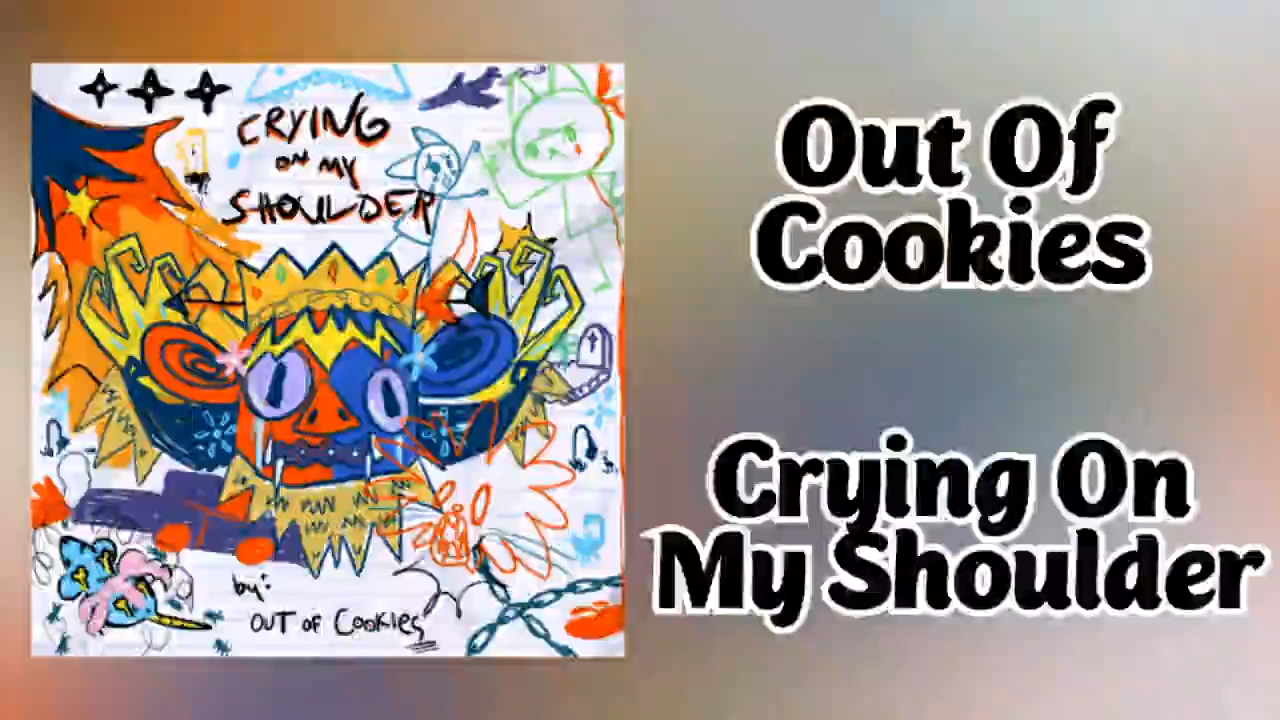 CRYING
ON MY
SHOULDER
by:
OUT OF COOKIES
Out Of
Cookies
Crying On
My Shoulder